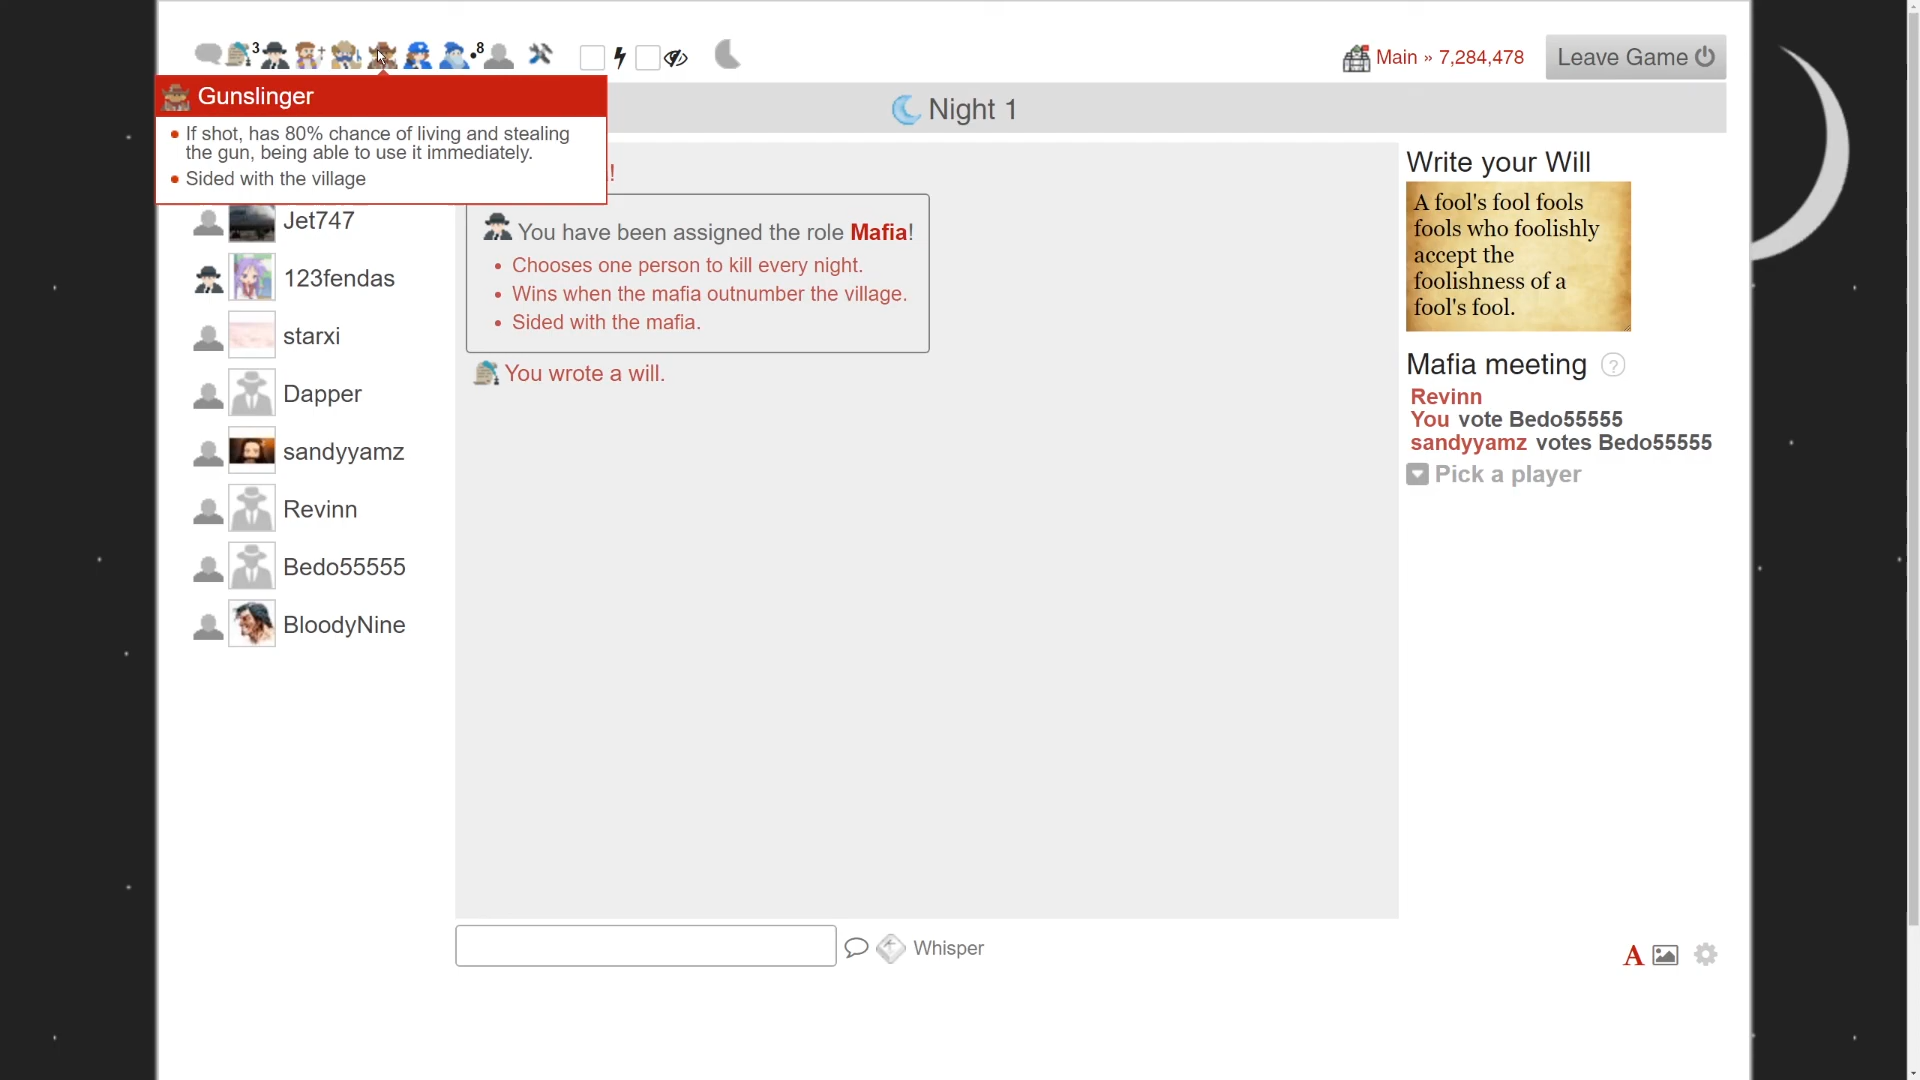 3
8
Main » 7,284,478
Leave Game
Gunslinger
If shot, has 80% chance of living and stealing
the gun, being able to use it immediately.
Sided with the village
Night 1
!
Jet747
123fendas
starxi
Dapper
sandyyamz
Revinn
Bedo55555
BloodyNine
You have been assigned the role Mafia!
Chooses one person to kill every night.
Wins when the mafia outnumber the village.
Sided with the mafia.
You wrote a will.
Whisper
Write your Will
A fool's fool fools
fools who foolishly
accept the
foolishness of a
fool's fool.
Mafia meeting ?
Revinn
You vote Bedo55555
sandyyamz votes Bedo55555
Pick a player
A